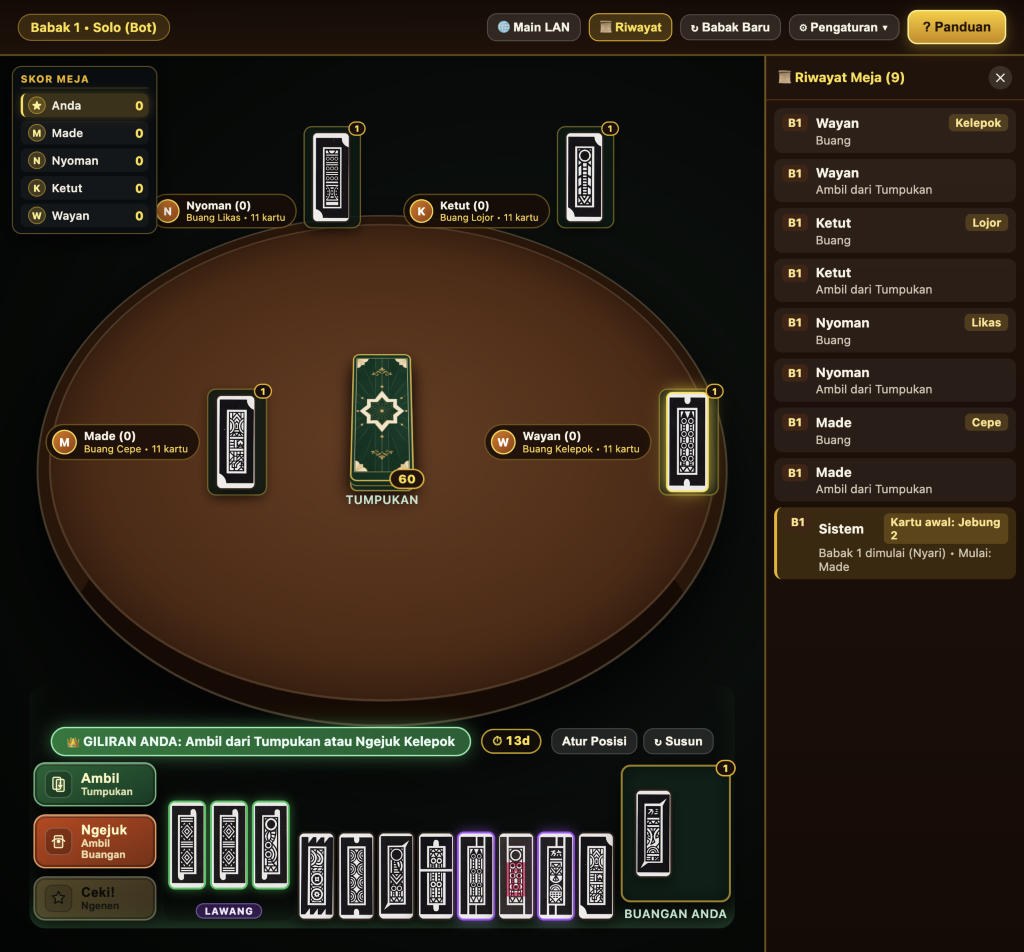 Babak 1 • Solo (Bot)
Main LAN
Riwayat
↻ Babak Baru
Pengaturan ▾
? Panduan
SKOR MEJA
Anda 0
M Made 0
N Nyoman 0
K Ketut 0
W Wayan 0
N
Nyoman (0)
Buang Likas • 11 kartu
1
K
Ketut (0)
Buang Lojor • 11 kartu
1
M
Made (0)
Buang Cepe • 11 kartu
1
60
TUMPUKAN
W
Wayan (0)
Buang Kelepok • 11 kartu
1
GILIRAN ANDA: Ambil dari Tumpukan atau Ngejuk Kelepok
13d
Atur Posisi
↻ Susun
Ambil
Tumpukan
Ngejuk
Ambil
Buangan
Ceki!
Ngenen
LAWANG
1
BUANGAN ANDA
Riwayat Meja (9)
B1 Wayan Kelepok
Buang
B1 Wayan
Ambil dari Tumpukan
B1 Ketut Lojor
Buang
B1 Ketut
Ambil dari Tumpukan
B1 Nyoman Likas
Buang
B1 Nyoman
Ambil dari Tumpukan
B1 Made Cepe
Buang
B1 Made
Ambil dari Tumpukan
B1 Sistem Kartu awal: Jebung
2
Babak 1 dimulai (Nyari) • Mulai:
Made